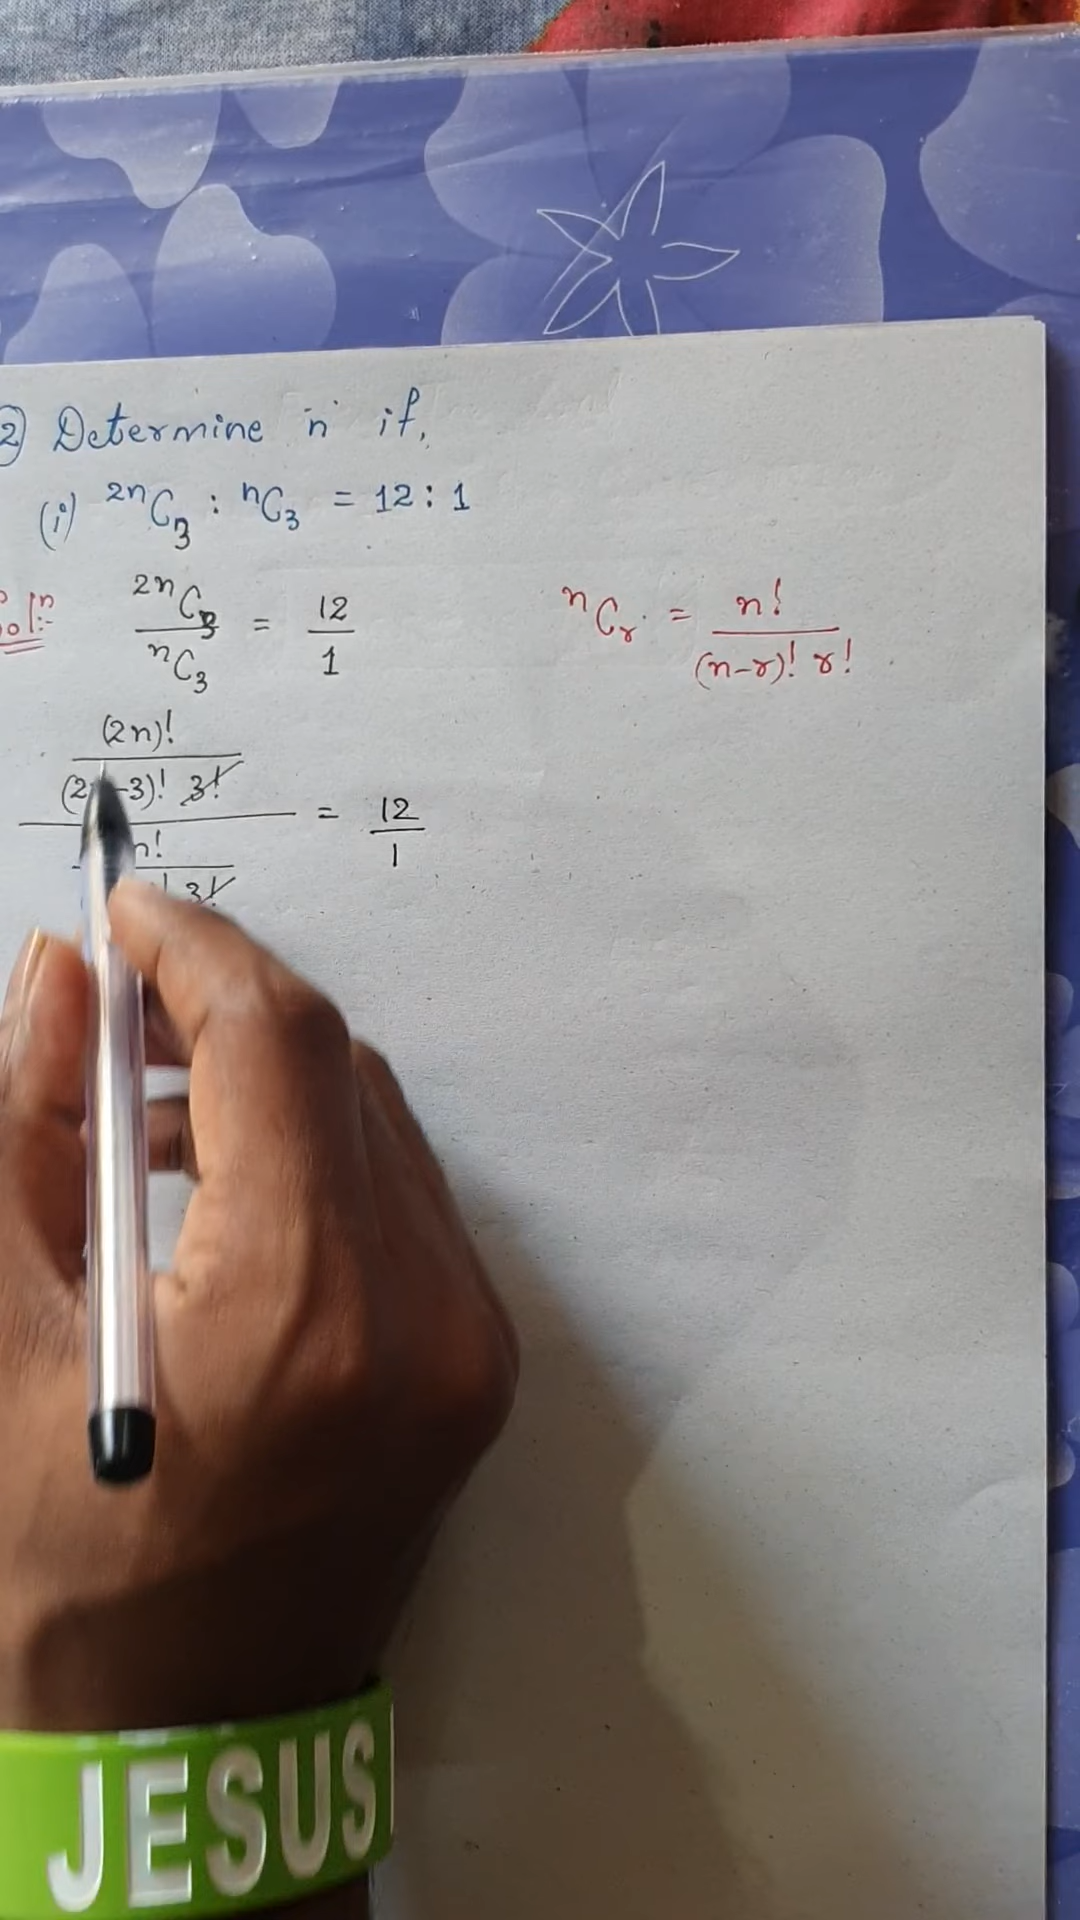 ② Determine 'n' if,
(i) ²ⁿC₃ : ⁿC₃ = 12 : 1
²ⁿC₃ / ⁿC₃ = 12 / 1
ⁿCᵣ = n! / (n-r)! r!
(2n)!
-3)! 3!
n!
3!
= 12 / 1
JESUS